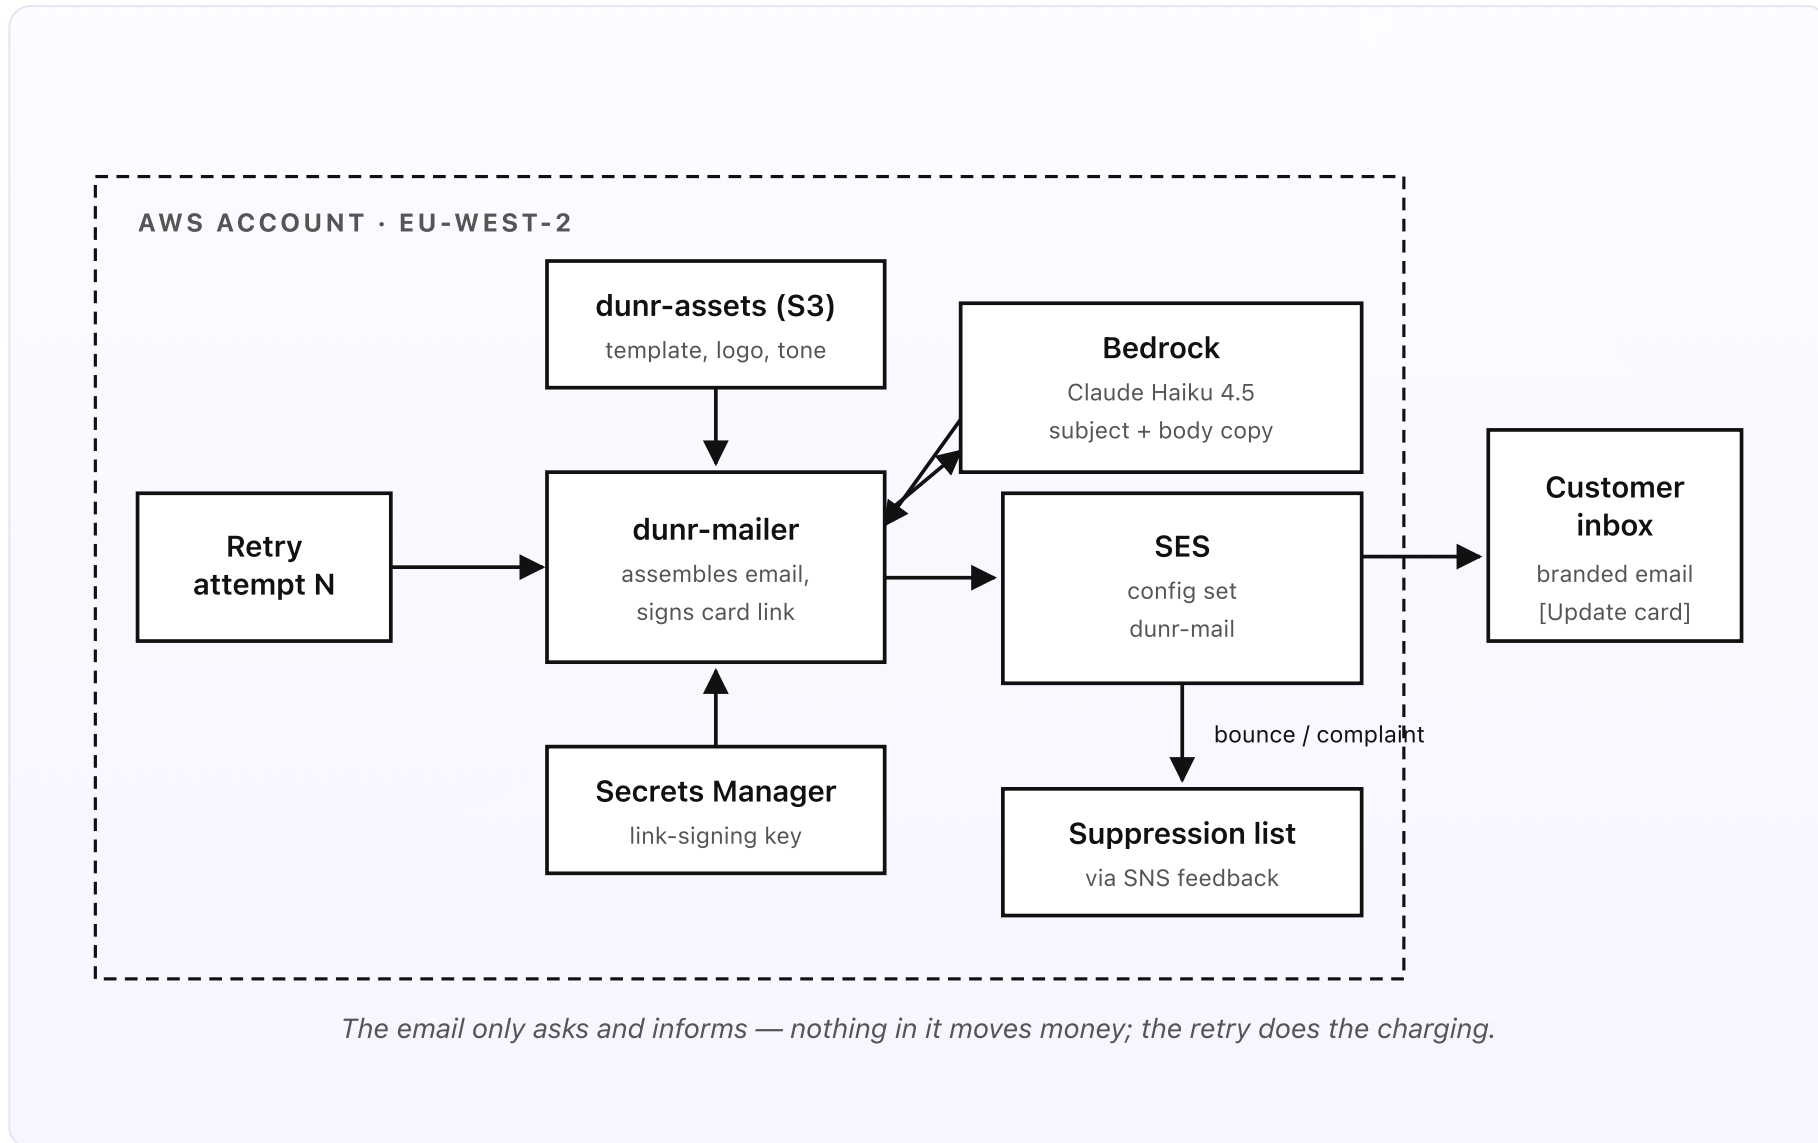 AWS ACCOUNT · EU-WEST-2
dunr-assets (S3)
template, logo, tone
Bedrock
Claude Haiku 4.5
subject + body copy
Retry
attempt N
dunr-mailer
assembles email,
signs card link
SES
config set
dunr-mail
Customer
inbox
branded email
[Update card]
bounce / complaint
Secrets Manager
link-signing key
Suppression list
via SNS feedback
The email only asks and informs — nothing in it moves money; the retry does the charging.